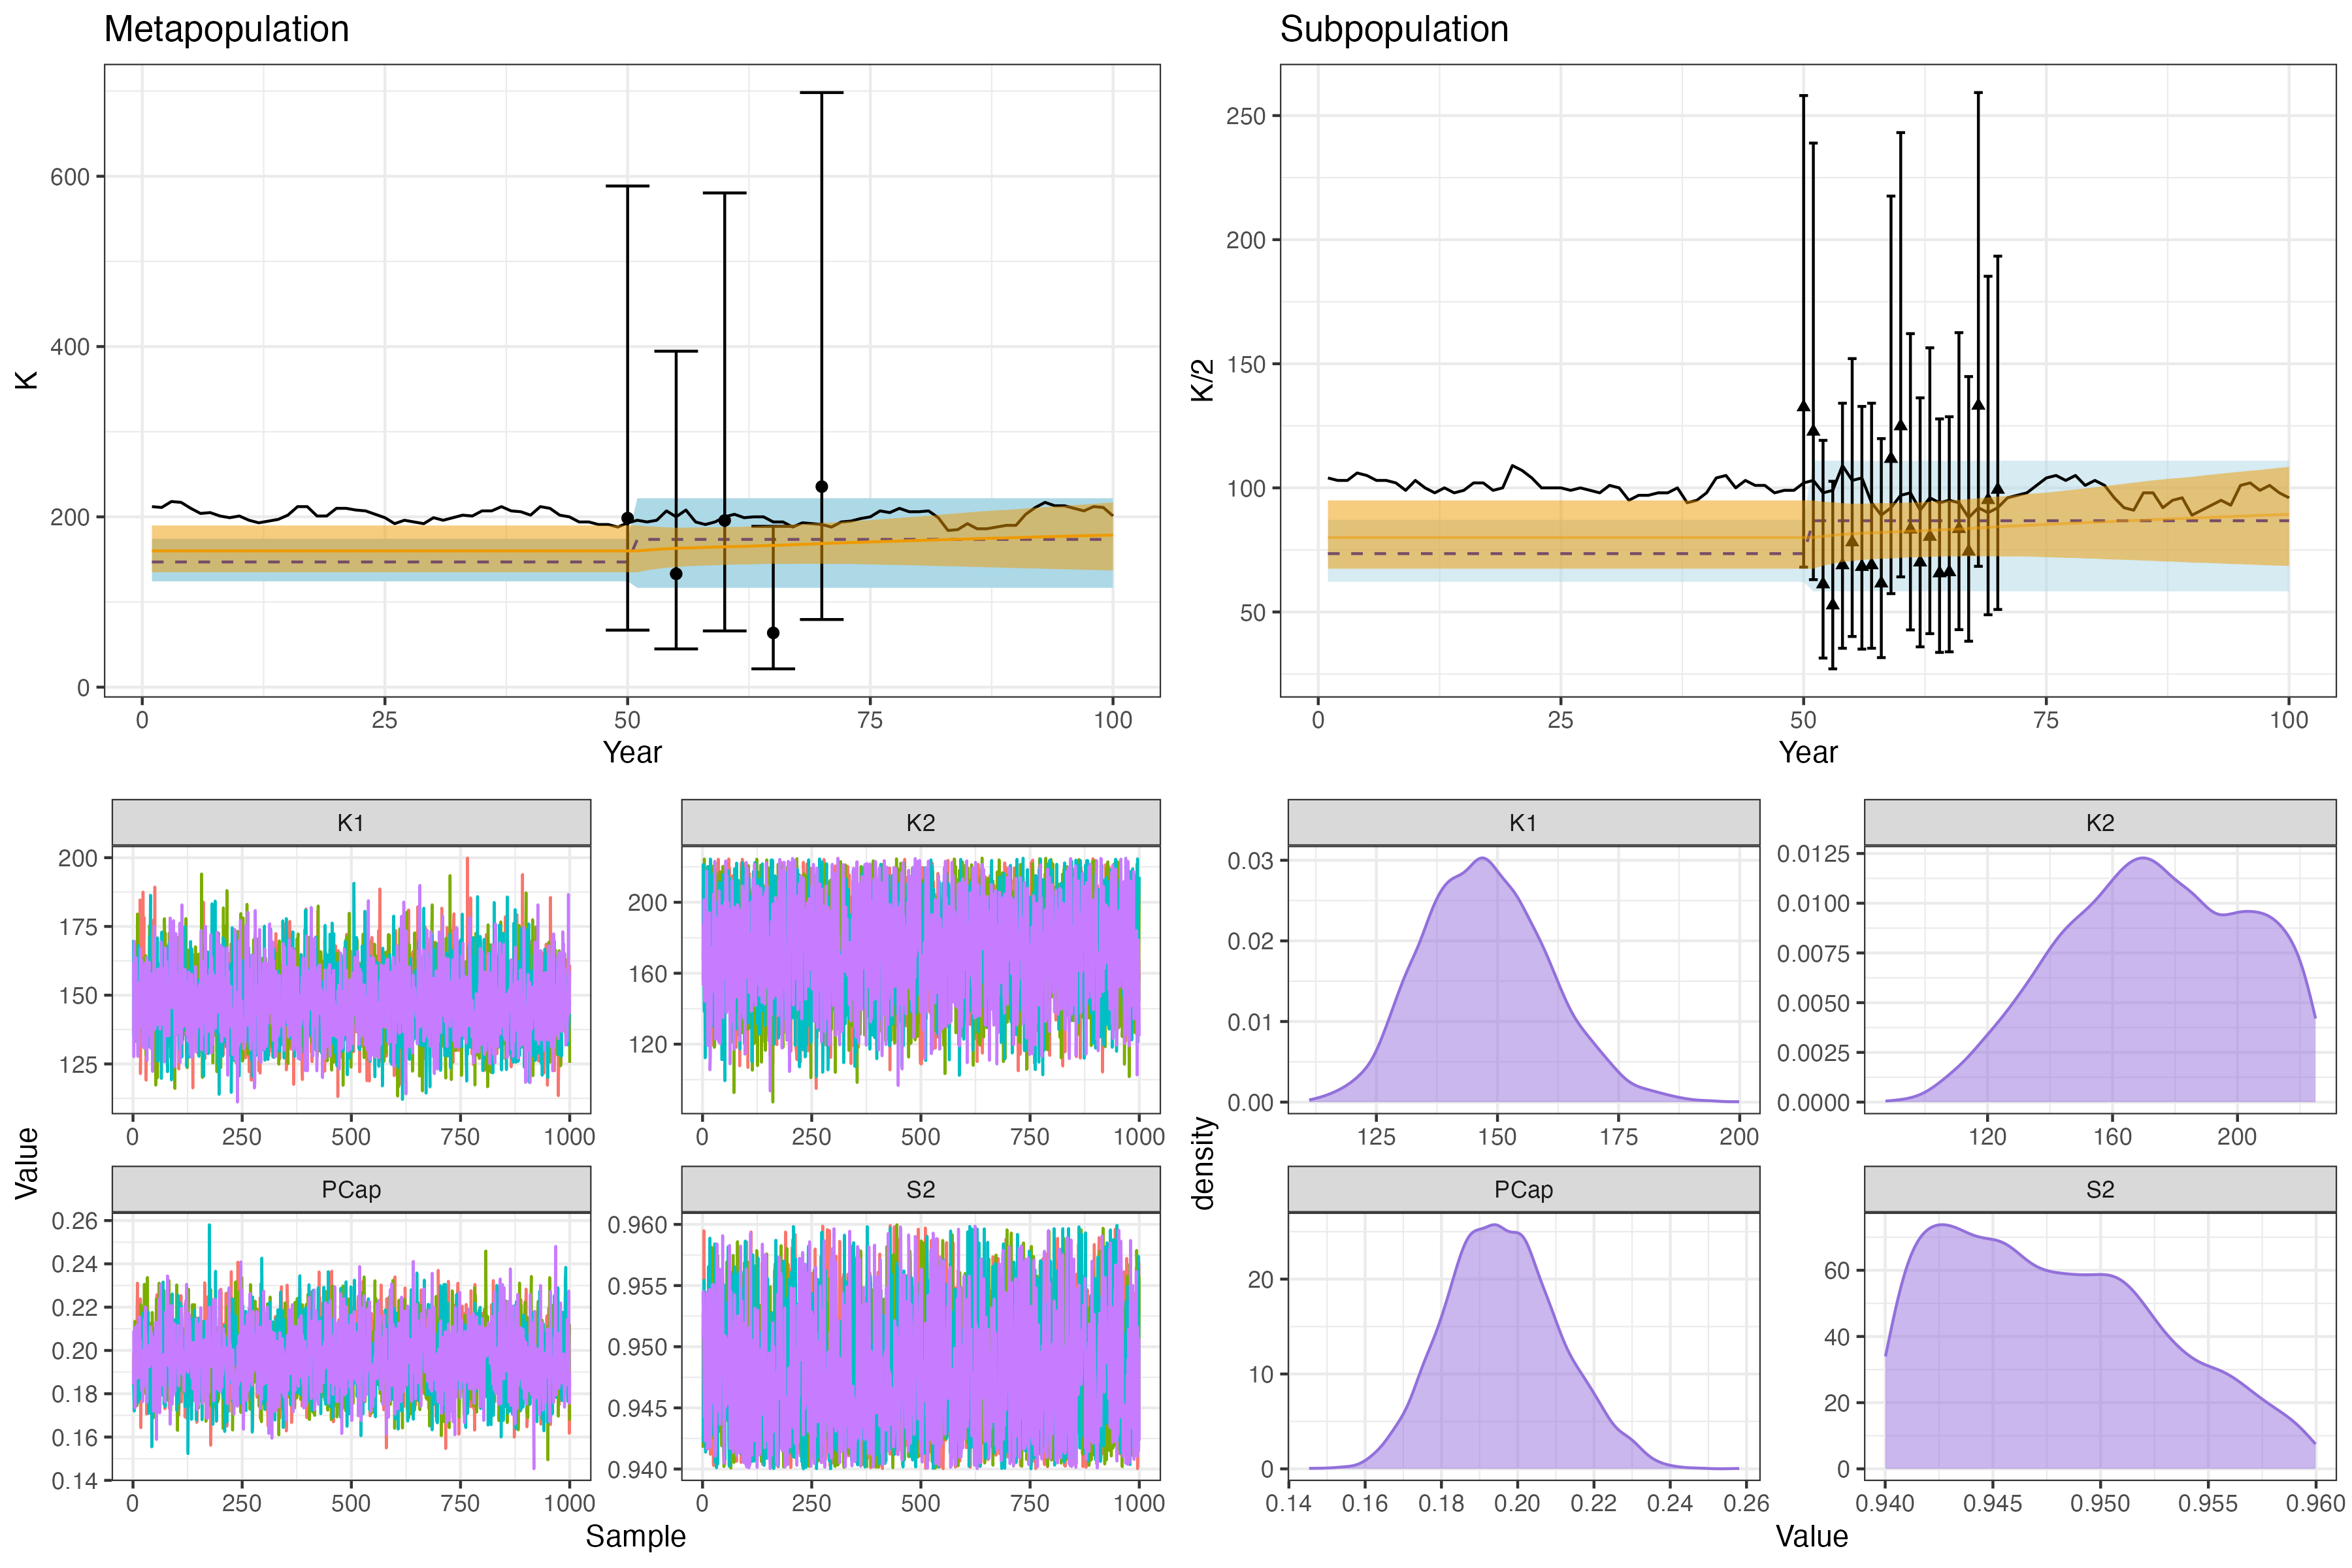 Metapopulation
K
600
400
200
0
0 25 50 75 100
Year
Subpopulation
K/2
250
200
150
100
50
0 25 50 75 100
Year
Value
K1
200
175
150
125
0 250 500 750 1000
K2
200
160
120
0 250 500 750 1000
PCap
0.26
0.24
0.22
0.20
0.18
0.16
0.14
0 250 500 750 1000
S2
0.960
0.955
0.950
0.945
0.940
0 250 500 750 1000
Sample
density
K1
0.03
0.02
0.01
0.00
125 150 175 200
K2
0.0125
0.0100
0.0075
0.0050
0.0025
0.0000
120 160 200
PCap
20
10
0
0.14 0.16 0.18 0.20 0.22 0.24 0.26
S2
60
40
20
0
0.940 0.945 0.950 0.955 0.960
Value